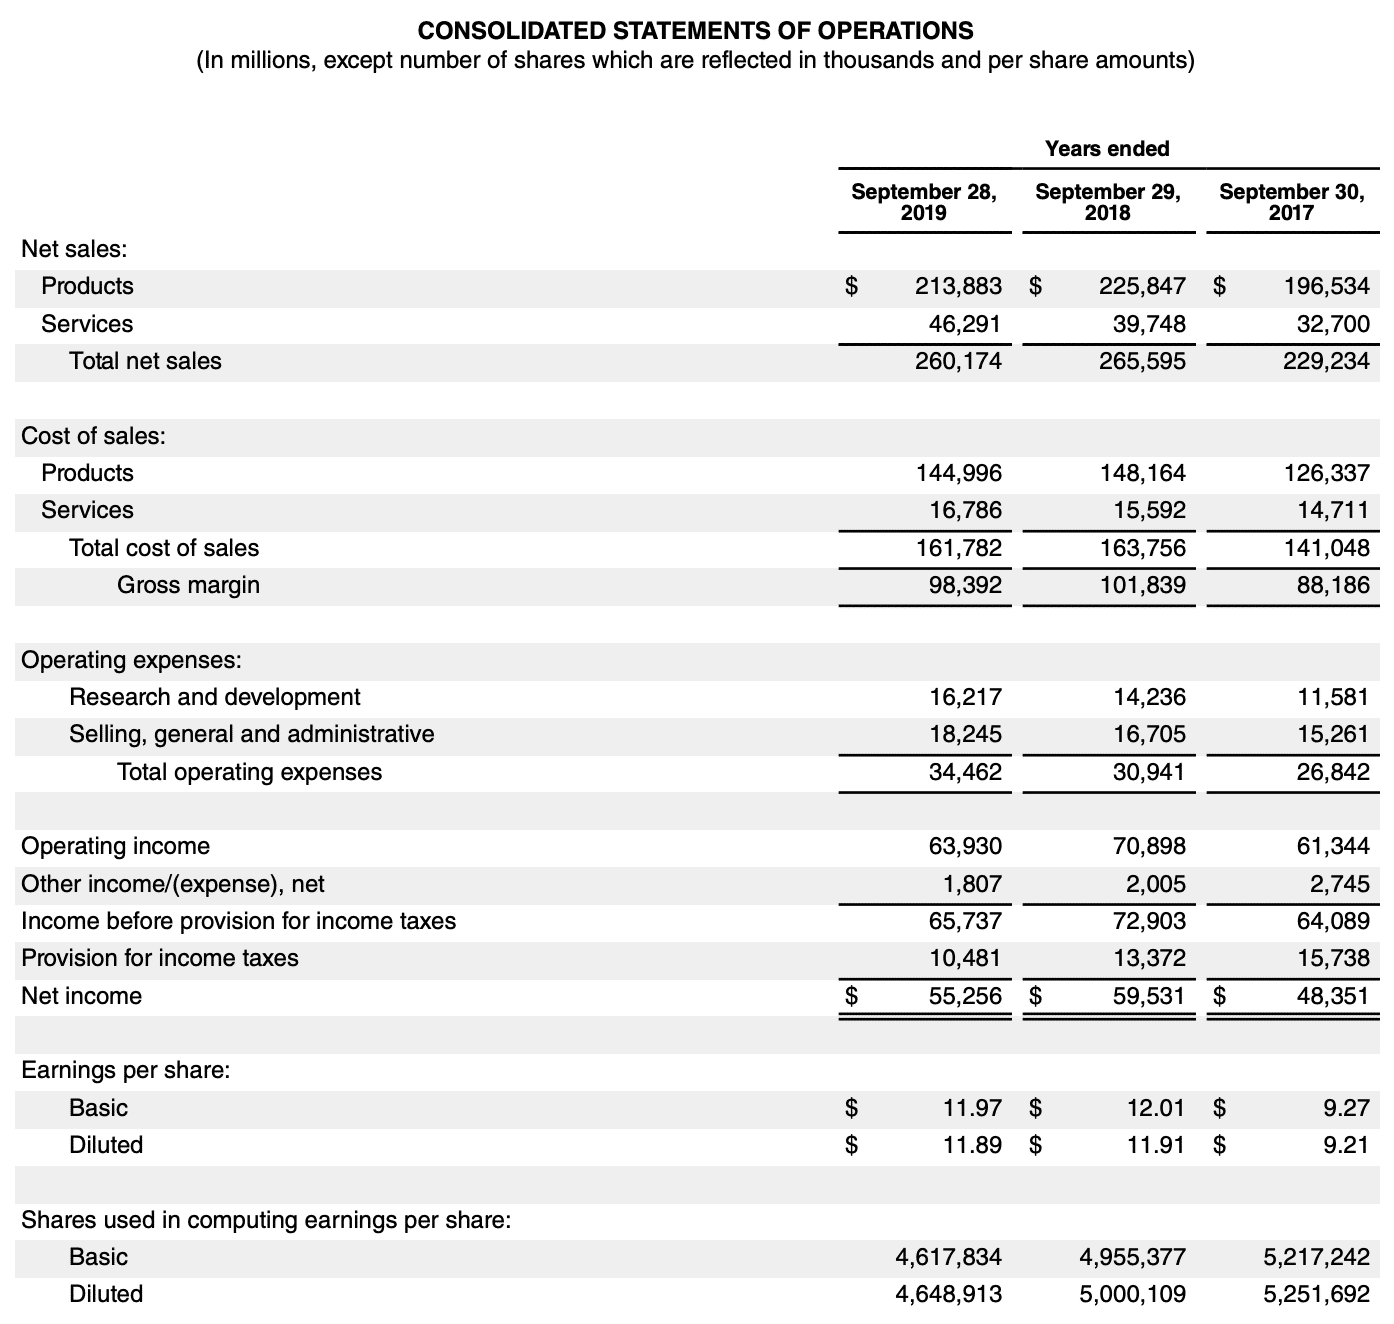 CONSOLIDATED STATEMENTS OF OPERATIONS
(In millions, except number of shares which are reflected in thousands and per share amounts)
Years ended
September 28, 2019 September 29, 2018 September 30, 2017
Net sales:
Products $ 213,883 $ 225,847 $ 196,534
Services 46,291 39,748 32,700
Total net sales 260,174 265,595 229,234
Cost of sales:
Products 144,996 148,164 126,337
Services 16,786 15,592 14,711
Total cost of sales 161,782 163,756 141,048
Gross margin 98,392 101,839 88,186
Operating expenses:
Research and development 16,217 14,236 11,581
Selling, general and administrative 18,245 16,705 15,261
Total operating expenses 34,462 30,941 26,842
Operating income 63,930 70,898 61,344
Other income/(expense), net 1,807 2,005 2,745
Income before provision for income taxes 65,737 72,903 64,089
Provision for income taxes 10,481 13,372 15,738
Net income $ 55,256 $ 59,531 $ 48,351
Earnings per share:
Basic $ 11.97 $ 12.01 $ 9.27
Diluted $ 11.89 $ 11.91 $ 9.21
Shares used in computing earnings per share:
Basic 4,617,834 4,955,377 5,217,242
Diluted 4,648,913 5,000,109 5,251,692